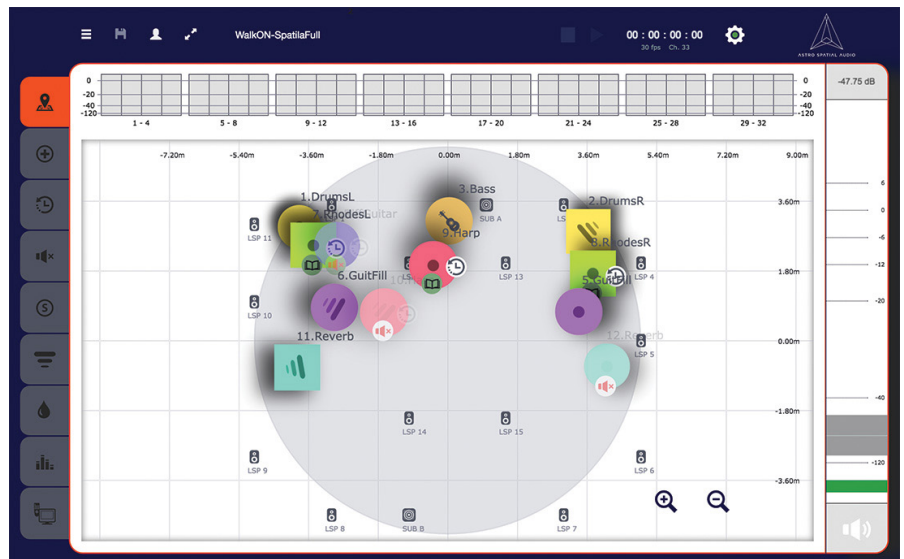 WalkON-SpatilaFull
00 : 00 : 00 : 00
30 fps Ch. 33
ASTRO SPATIAL AUDIO
0
-20
-40
-120
0
-20
-40
-120
1 - 4
5 - 8
9 - 12
13 - 16
17 - 20
21 - 24
25 - 28
29 - 32
-47.75 dB
-7.20m
-5.40m
-3.60m
-1.80m
0.00m
1.80m
3.60m
5.40m
7.20m
9.00m
3.60m
1.80m
0.00m
-1.80m
-3.60m
1.DrumsL
3.Bass
2.DrumsR
7.RhodesL
SUB A
LSP 11
9.Harp
8.RhodesR
LSP 13
LSP 4
6.GuitFill
5.GuitFill
LSP 10
11.Reverb
12.Reverb
LSP 5
LSP 14
LSP 15
LSP 9
LSP 6
LSP 8
SUB B
LSP 7
6
0
-6
-12
-20
-40
-120
S